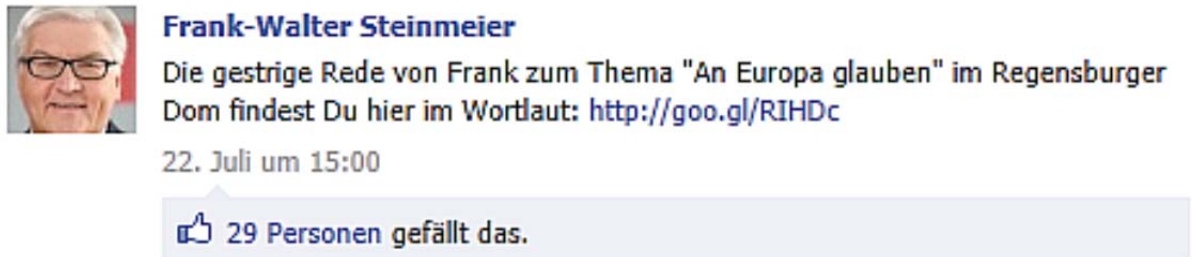 Frank-Walter Steinmeier
Die gestrige Rede von Frank zum Thema "An Europa glauben" im Regensburger
Dom findest Du hier im Wortlaut: http://goo.gl/RIHDc
22. Juli um 15:00
29 Personen gefällt das.